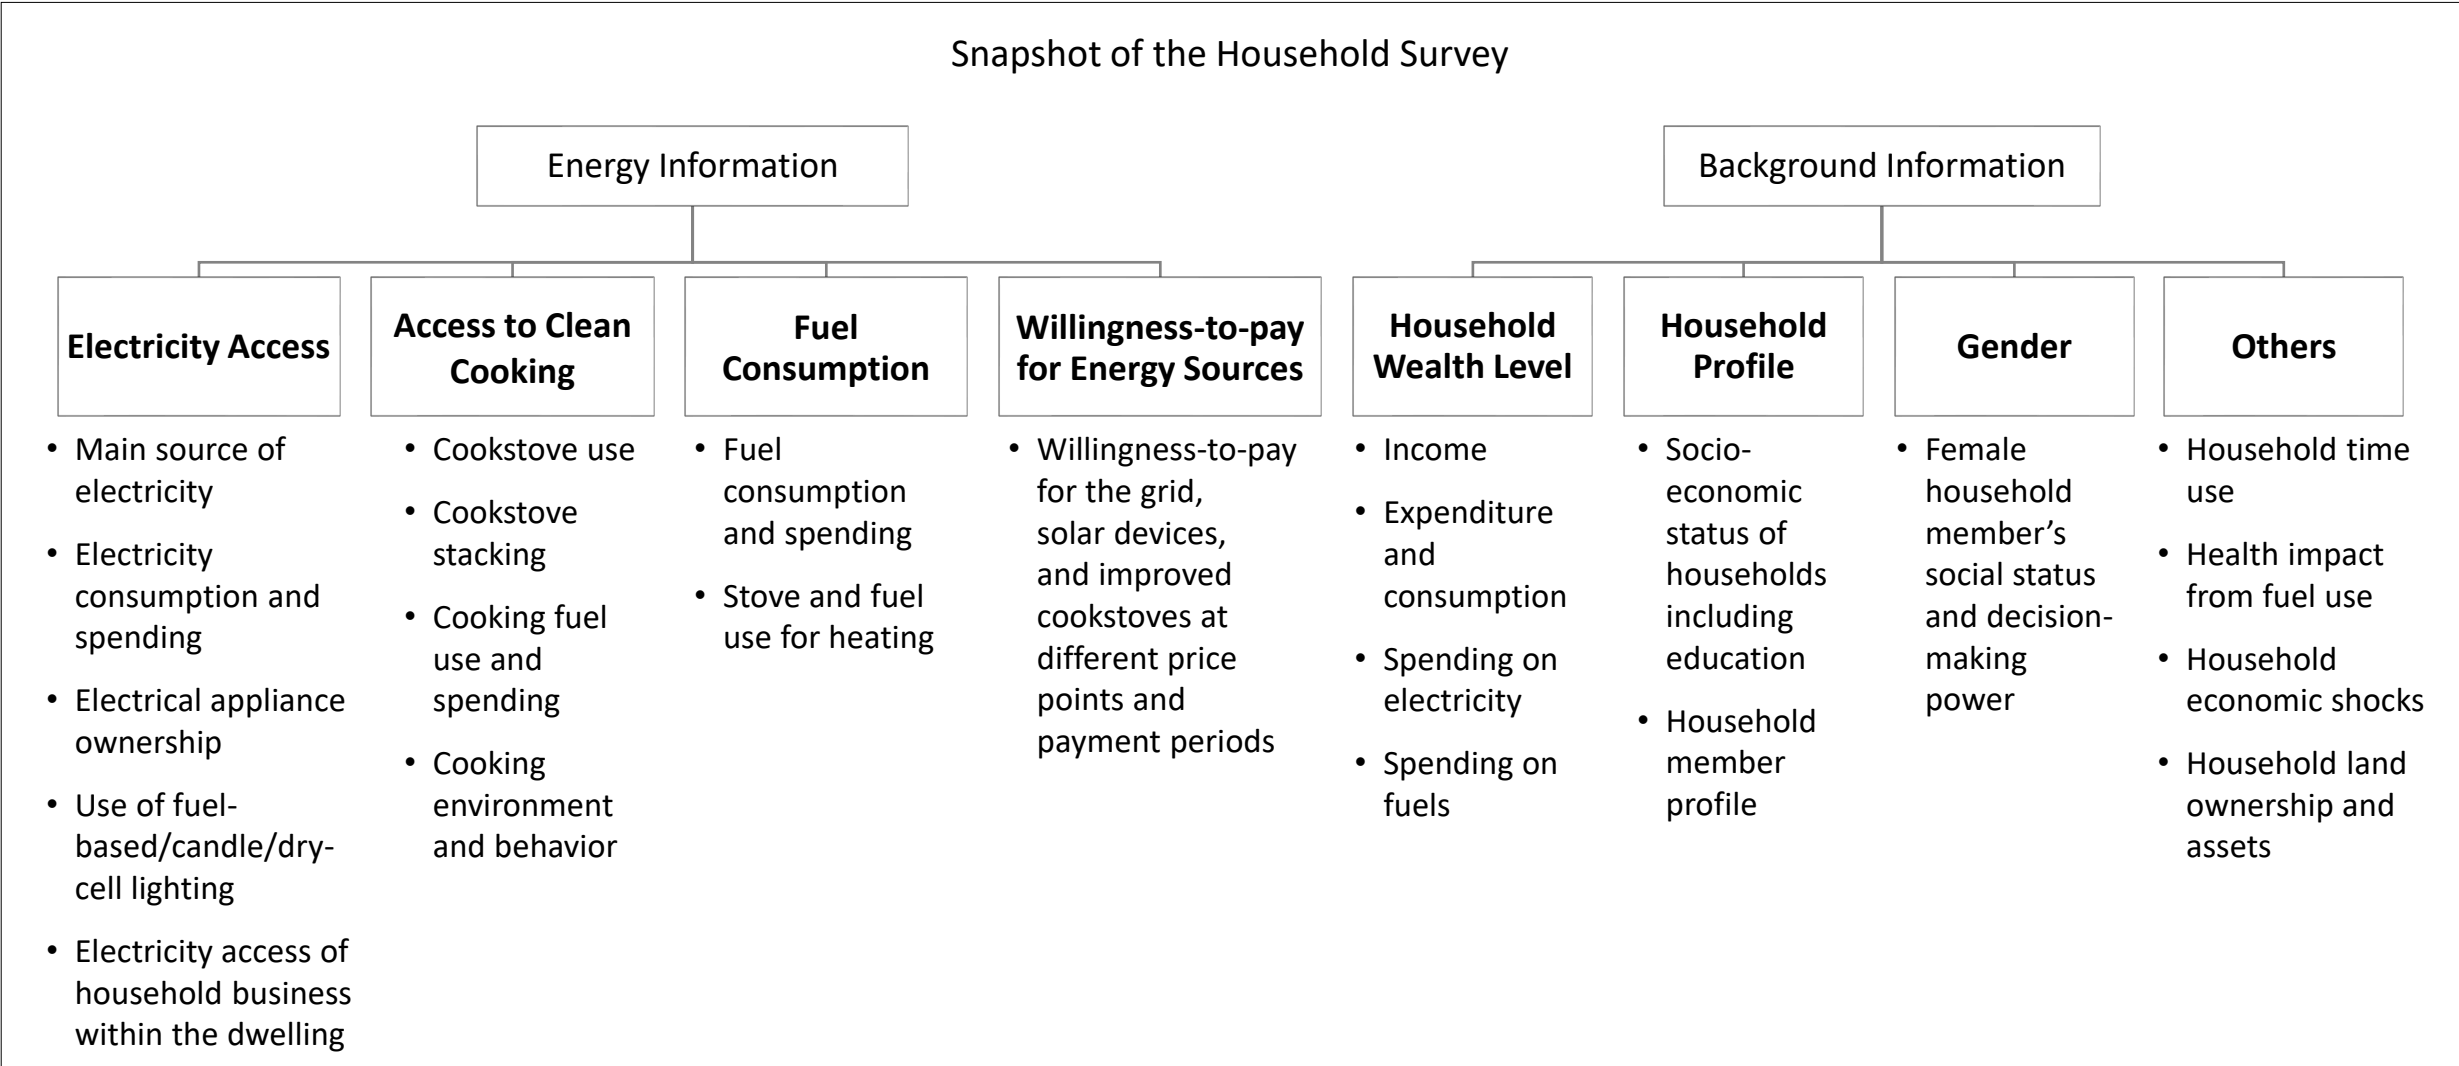 Snapshot of the Household Survey
Energy Information
Background Information
Electricity Access
Access to Clean
Cooking
Fuel
Consumption
Willingness-to-pay
for Energy Sources
Household
Wealth Level
Household
Profile
Gender
Others
• Main source of
electricity
• Electricity
consumption and
spending
• Electrical appliance
ownership
• Use of fuel-
based/candle/dry-
cell lighting
• Electricity access of
household business
within the dwelling
• Cookstove use
• Cookstove
stacking
• Cooking fuel
use and
spending
• Cooking
environment
and behavior
• Fuel
consumption
and spending
• Stove and fuel
use for heating
• Willingness-to-pay
for the grid,
solar devices,
and improved
cookstoves at
different price
points and
payment periods
• Income
• Expenditure
and
consumption
• Spending on
electricity
• Spending on
fuels
• Socio-
economic
status of
households
including
education
• Household
member
profile
• Female
household
member’s
social status
and decision-
making
power
• Household time
use
• Health impact
from fuel use
• Household
economic shocks
• Household land
ownership and
assets